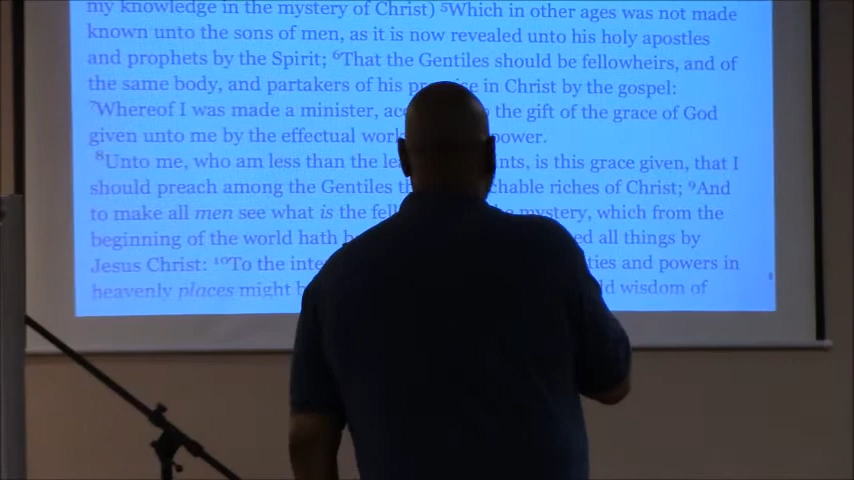 my knowledge in the mystery of Christ) ⁵Which in other ages was not made
known unto the sons of men, as it is now revealed unto his holy apostles
and prophets by the Spirit; ⁶That the Gentiles should be fellowheirs, and of
the same body, and partakers of his in Christ by the gospel:
⁷Whereof I was made a minister, the gift of the grace of God
given unto me by the effectual power.
⁸Unto me, who am less than the is this grace given, that I
should preach among the Gentiles riches of Christ; ⁹And
to make all men see what is the mystery, which from the
beginning of the world hath all things by
Jesus Christ: ¹⁰To the and powers in
heavenly places might wisdom of